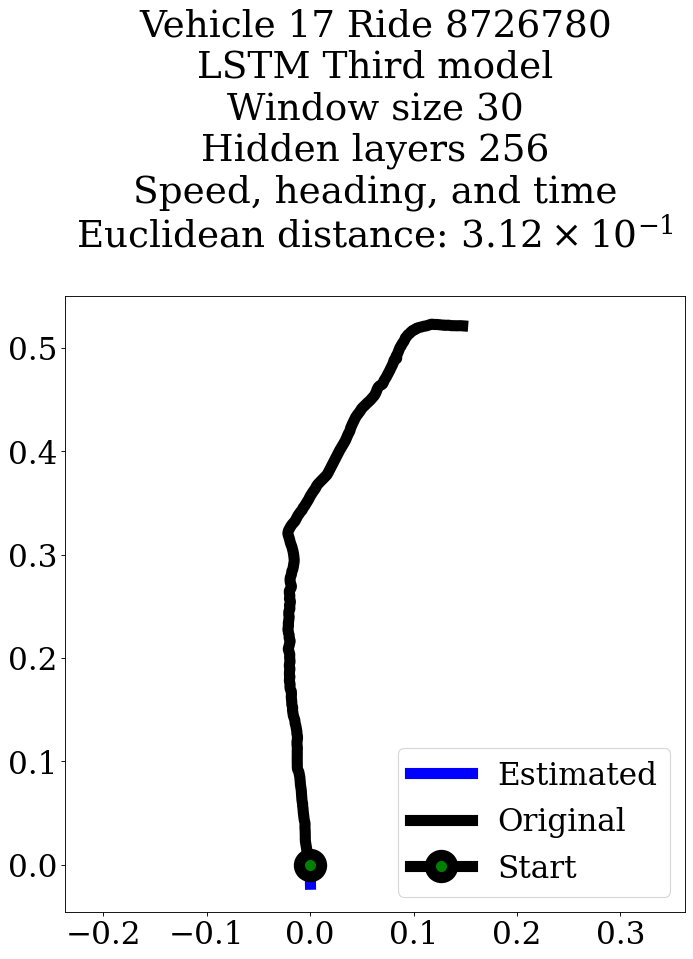 Vehicle 17 Ride 8726780
LSTM Third model
Window size 30
Hidden layers 256
Speed, heading, and time
Euclidean distance: 3.12 × 10⁻¹
0.5
0.4
0.3
0.2
0.1
0.0
Estimated
Original
Start
−0.2 −0.1 0.0 0.1 0.2 0.3